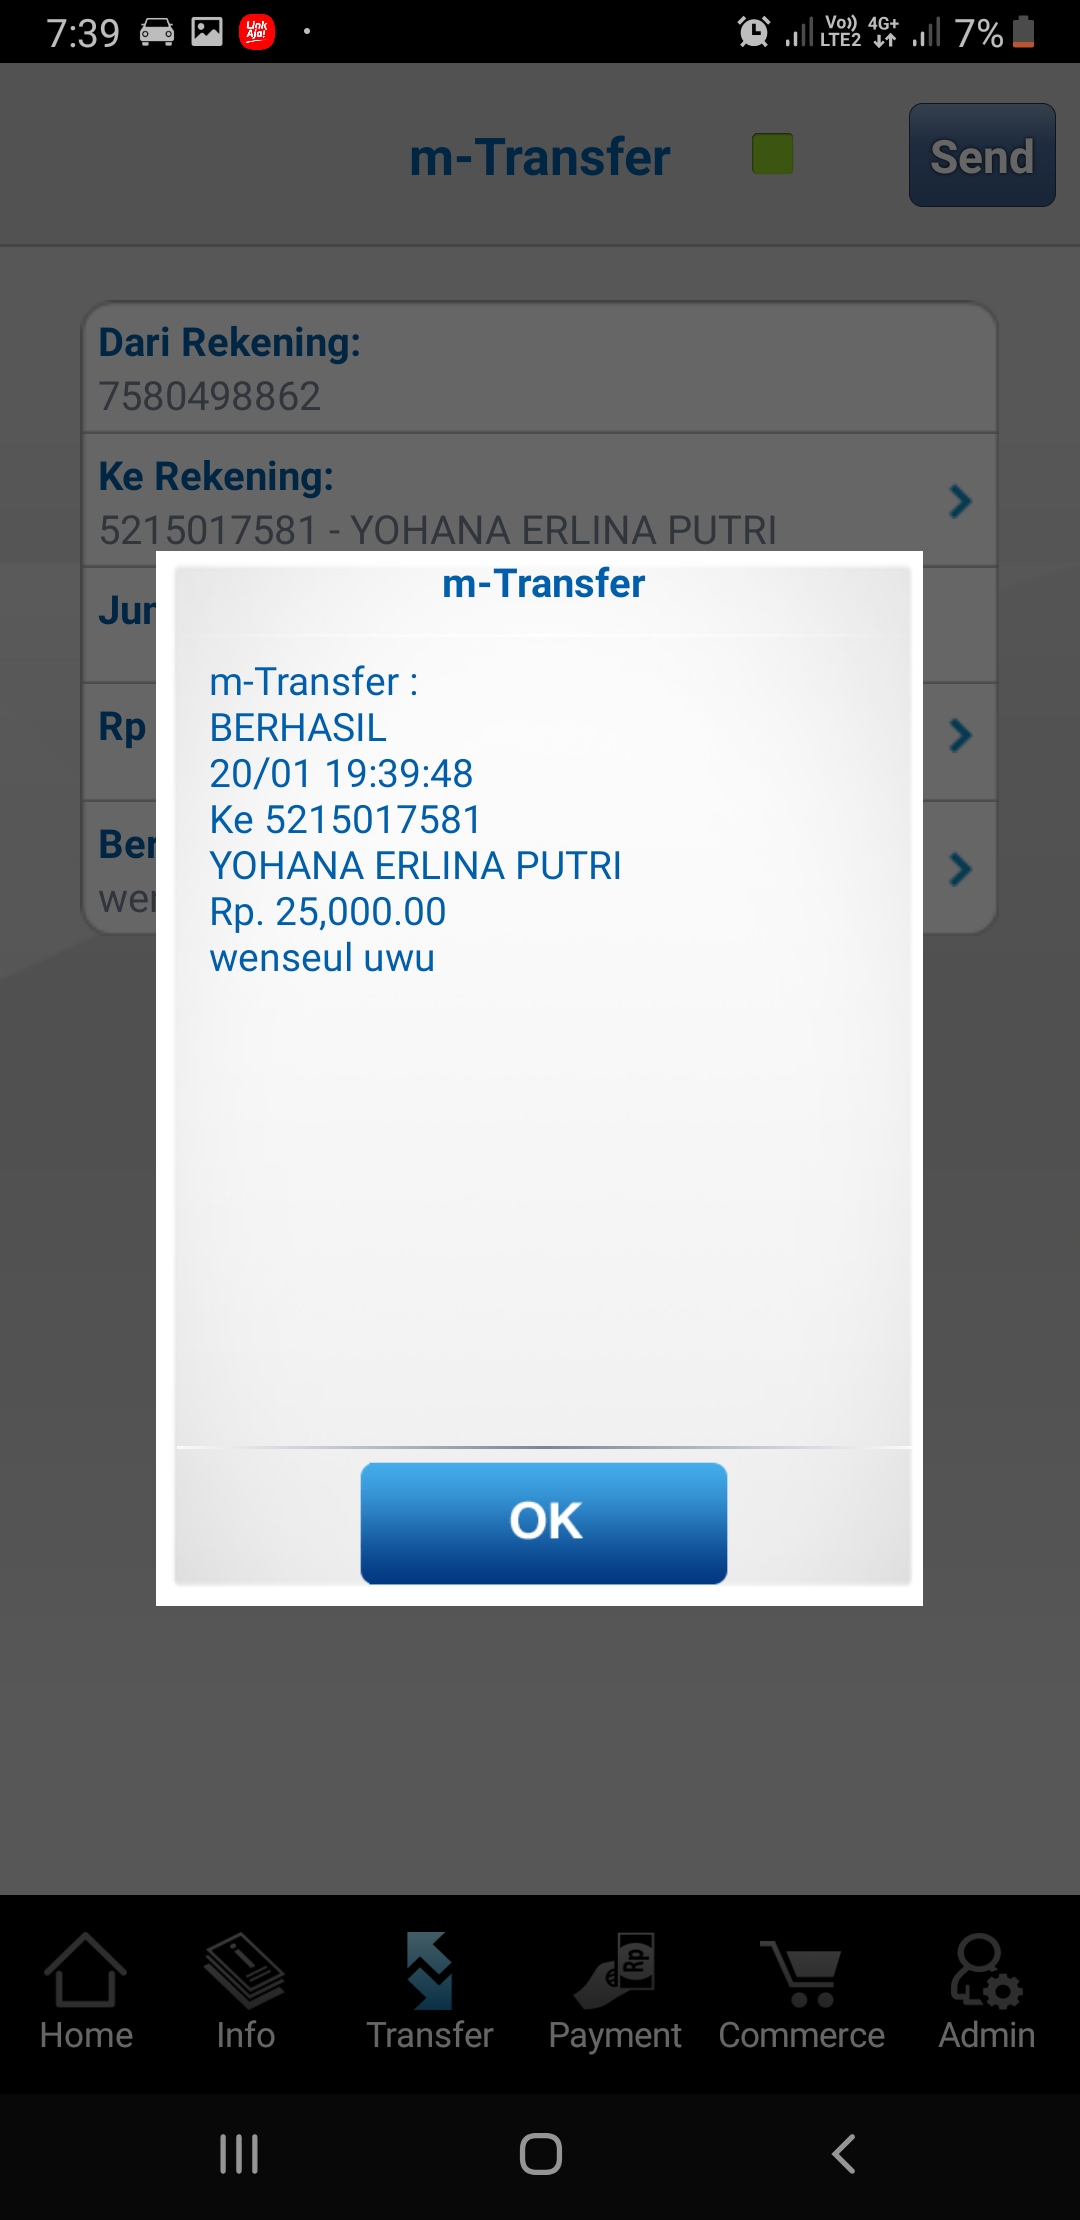 7:39
Link
Aja!
Vo))
LTE2
4G+
7%
m-Transfer
Send
Dari Rekening:
7580498862
Ke Rekening:
5215017581 - YOHANA ERLINA PUTRI
Jun
Rp
Ber
wen
m-Transfer
m-Transfer :
BERHASIL
20/01 19:39:48
Ke 5215017581
YOHANA ERLINA PUTRI
Rp. 25,000.00
wenseul uwu
OK
Rp
Home
Info
Transfer
Payment
Commerce
Admin